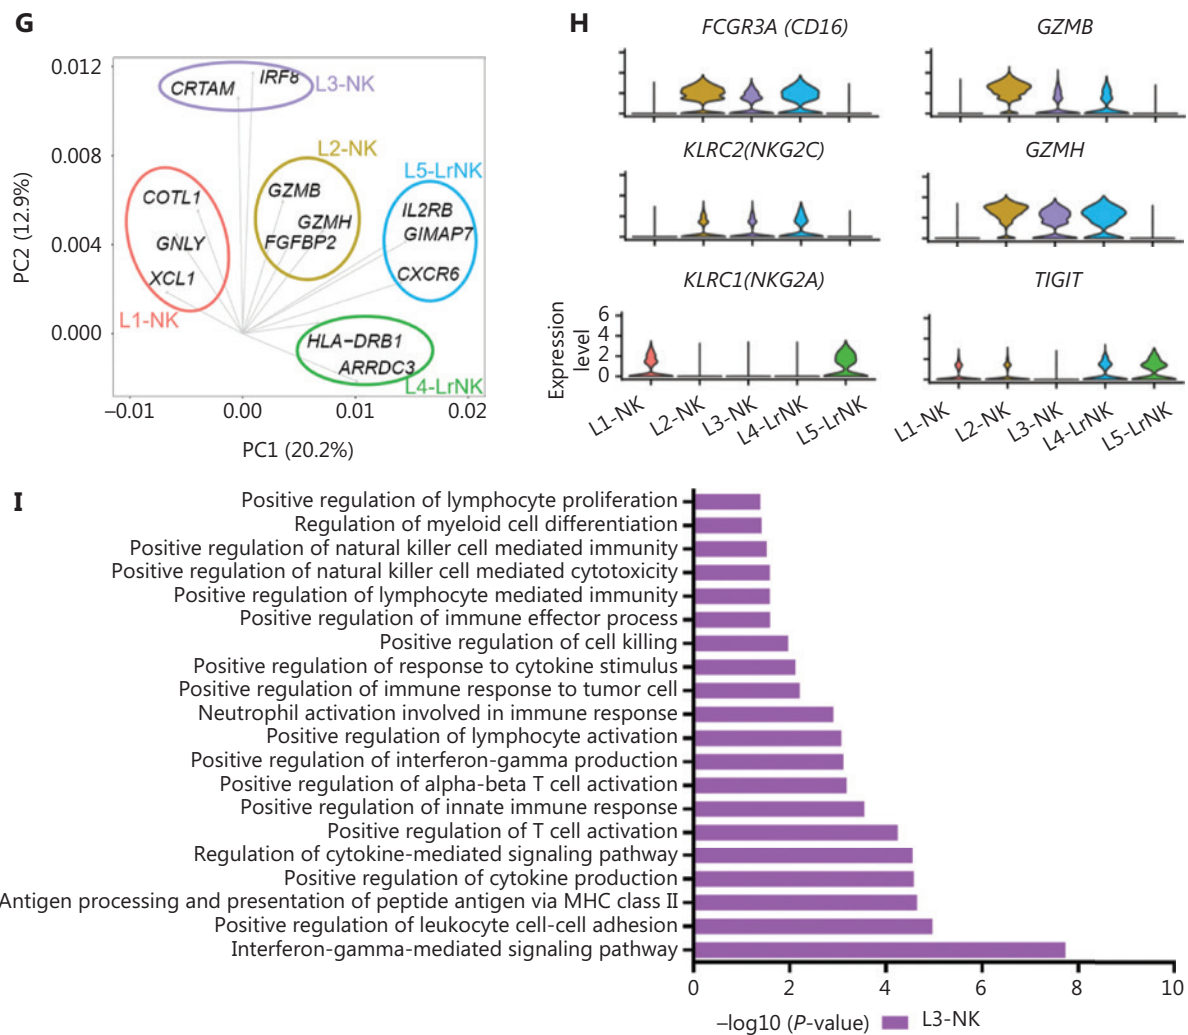 G
0.012
0.008
0.004
0.000
PC2 (12.9%)
CRTAM
IRF8
L3-NK
L2-NK
L5-LrNK
COTL1
GNLY
XCL1
L1-NK
GZMB
GZMH
FGFBP2
IL2RB
GIMAP7
CXCR6
HLA−DRB1
ARRDC3
L4-LrNK
−0.01 0.00 0.01 0.02
PC1 (20.2%)
H
FCGR3A (CD16)
GZMB
KLRC2(NKG2C)
GZMH
KLRC1(NKG2A)
TIGIT
Expression
level
6
4
2
0
L1-NK L2-NK L3-NK L4-LrNK L5-LrNK
L1-NK L2-NK L3-NK L4-LrNK L5-LrNK
I
Positive regulation of lymphocyte proliferation
Regulation of myeloid cell differentiation
Positive regulation of natural killer cell mediated immunity
Positive regulation of natural killer cell mediated cytotoxicity
Positive regulation of lymphocyte mediated immunity
Positive regulation of immune effector process
Positive regulation of cell killing
Positive regulation of response to cytokine stimulus
Positive regulation of immune response to tumor cell
Neutrophil activation involved in immune response
Positive regulation of lymphocyte activation
Positive regulation of interferon-gamma production
Positive regulation of alpha-beta T cell activation
Positive regulation of innate immune response
Positive regulation of T cell activation
Regulation of cytokine-mediated signaling pathway
Positive regulation of cytokine production
Antigen processing and presentation of peptide antigen via MHC class II
Positive regulation of leukocyte cell-cell adhesion
Interferon-gamma-mediated signaling pathway
0 2 4 6 8 10
−log10 (P-value) L3-NK